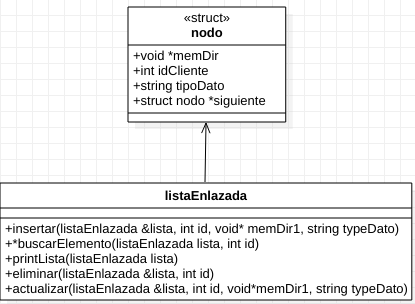 «struct»
nodo
+void *memDir
+int idCliente
+string tipoDato
+struct nodo *siguiente
listaEnlazada
+insertar(listaEnlazada &lista, int id, void* memDir1, string typeDato)
+*buscarElemento(listaEnlazada lista, int id)
+printLista(listaEnlazada lista)
+eliminar(listaEnlazada &lista, int id)
+actualizar(listaEnlazada &lista, int id, void*memDir1, string typeDato)